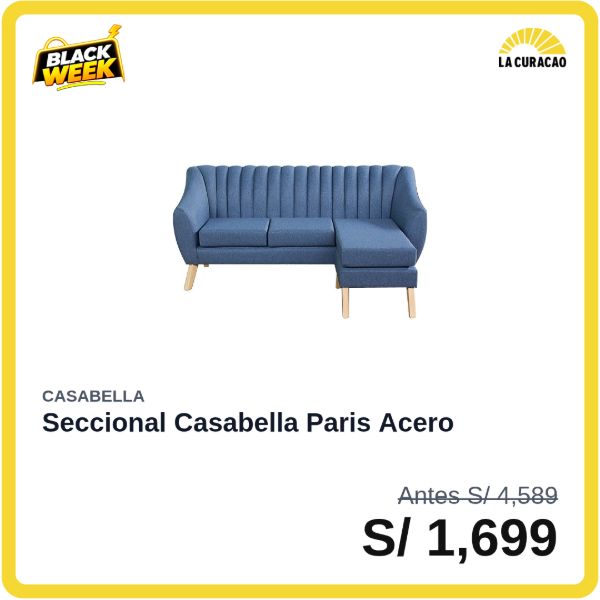 BLACK
WEEK
LA CURACAO
CASABELLA
Seccional Casabella Paris Acero
Antes S/ 4,589
S/ 1,699